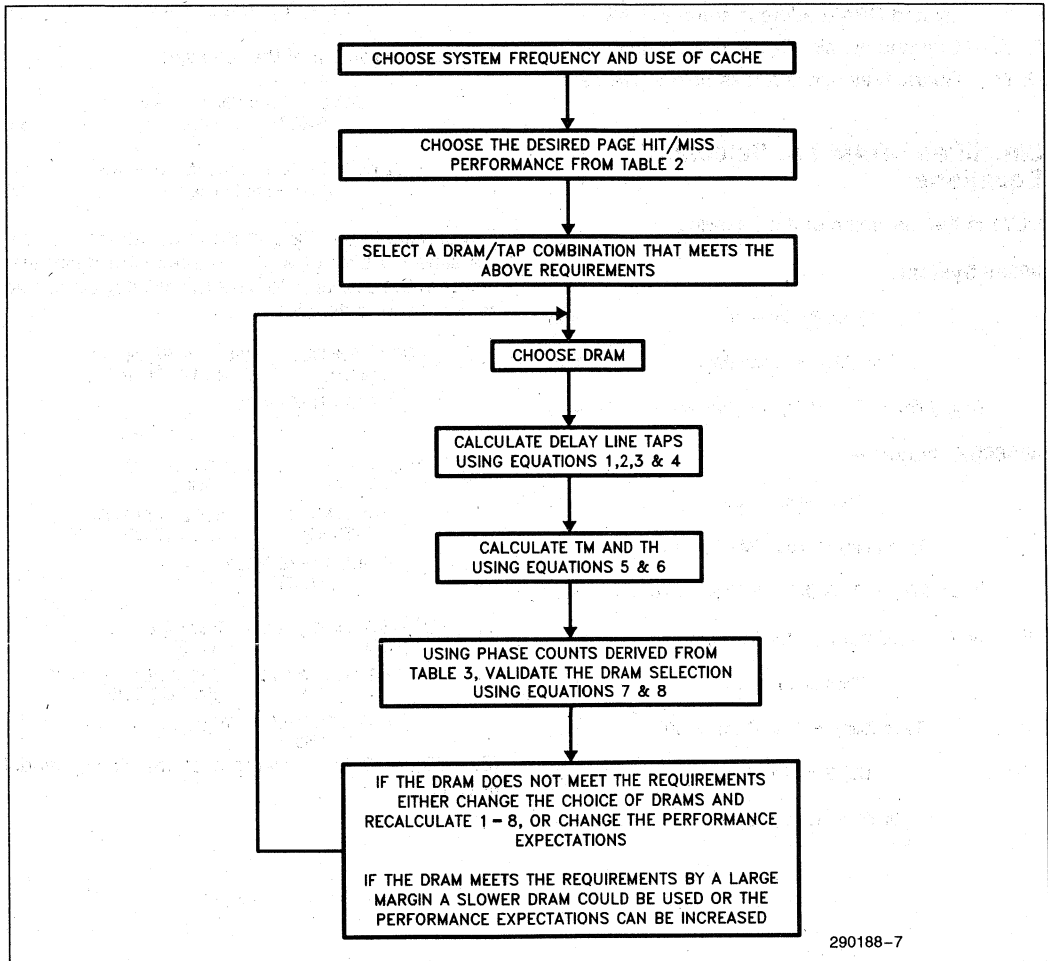 CHOOSE SYSTEM FREQUENCY AND USE OF CACHE
CHOOSE THE DESIRED PAGE HIT/MISS
PERFORMANCE FROM TABLE 2
SELECT A DRAM/TAP COMBINATION THAT MEETS THE
ABOVE REQUIREMENTS
CHOOSE DRAM
CALCULATE DELAY LINE TAPS
USING EQUATIONS 1,2,3 & 4
CALCULATE TM AND TH
USING EQUATIONS 5 & 6
USING PHASE COUNTS DERIVED FROM
TABLE 3, VALIDATE THE DRAM SELECTION
USING EQUATIONS 7 & 8
IF THE DRAM DOES NOT MEET THE REQUIREMENTS
EITHER CHANGE THE CHOICE OF DRAMS AND
RECALCULATE 1 – 8, OR CHANGE THE PERFORMANCE
EXPECTATIONS
IF THE DRAM MEETS THE REQUIREMENTS BY A LARGE
MARGIN A SLOWER DRAM COULD BE USED OR THE
PERFORMANCE EXPECTATIONS CAN BE INCREASED
290188–7